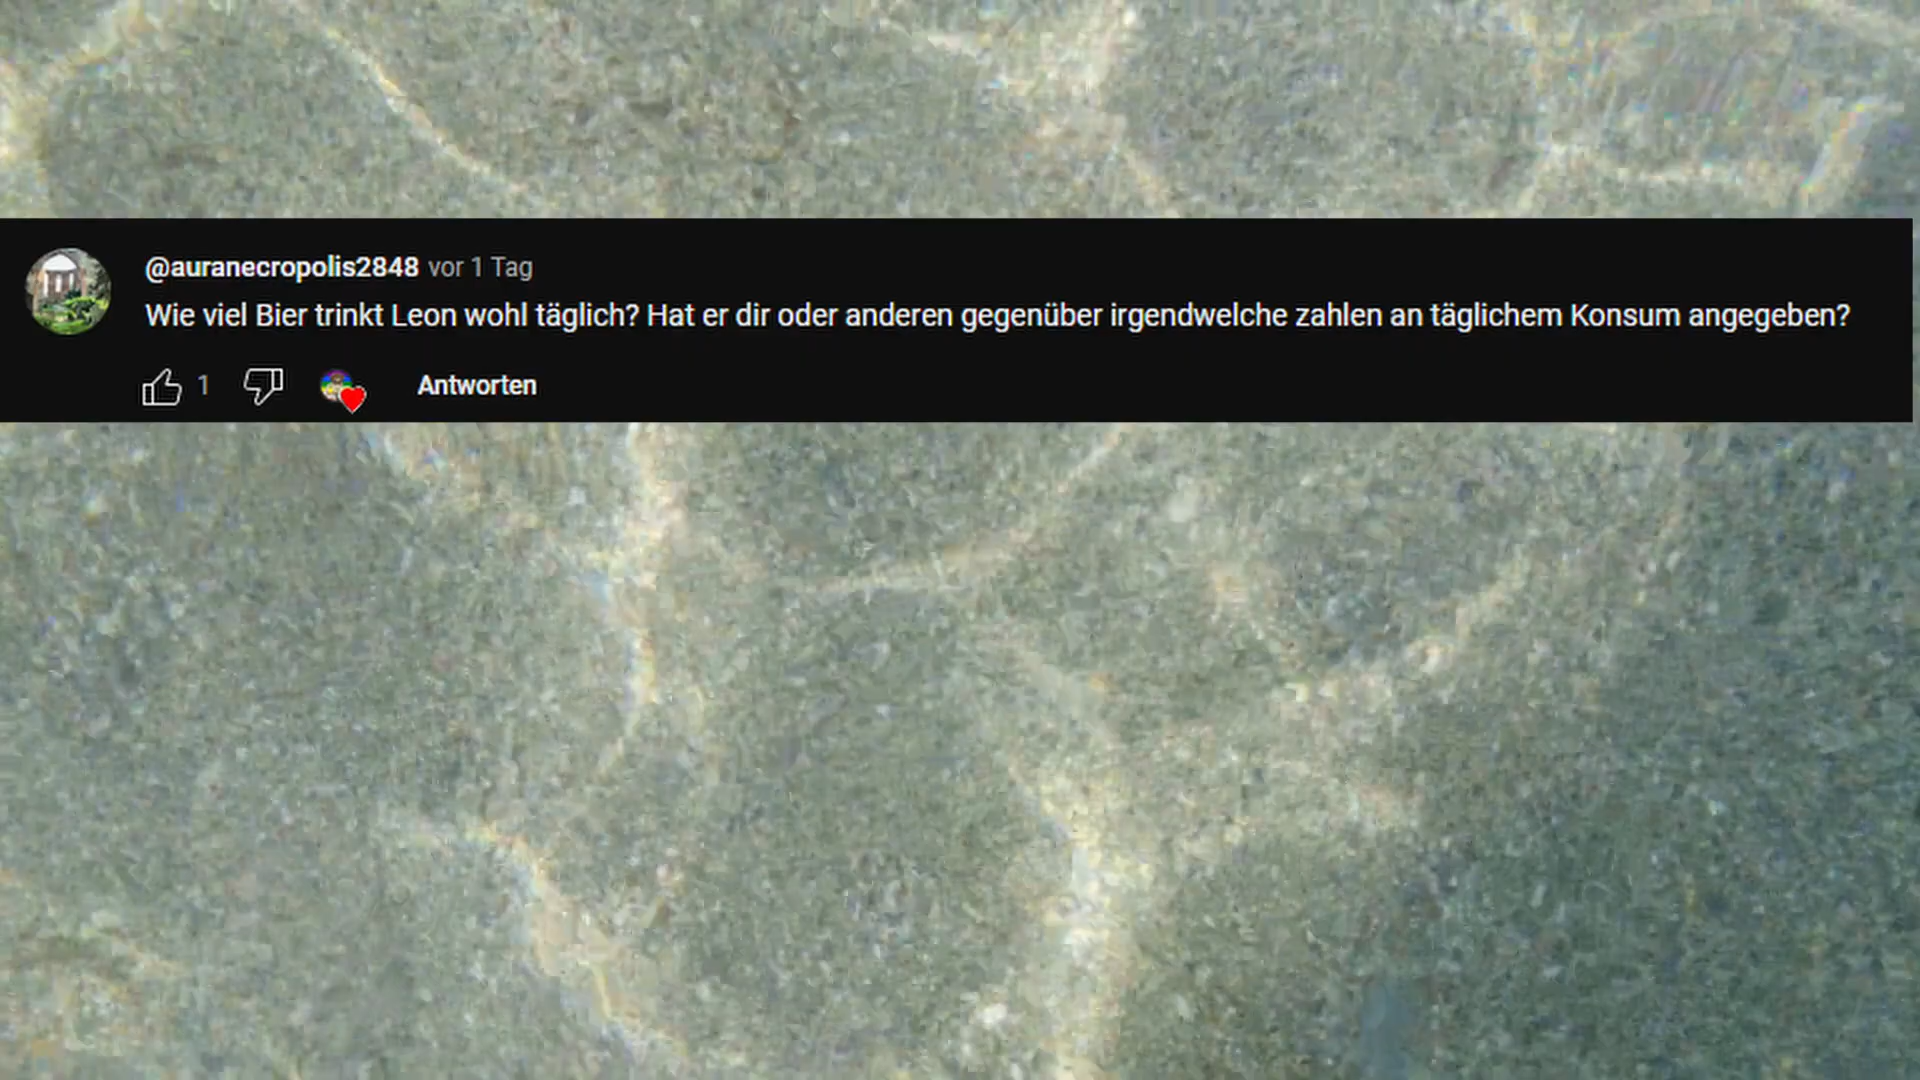 @auranecropolis2848 vor 1 Tag
Wie viel Bier trinkt Leon wohl täglich? Hat er dir oder anderen gegenüber irgendwelche zahlen an täglichem Konsum angegeben?
1 Antworten